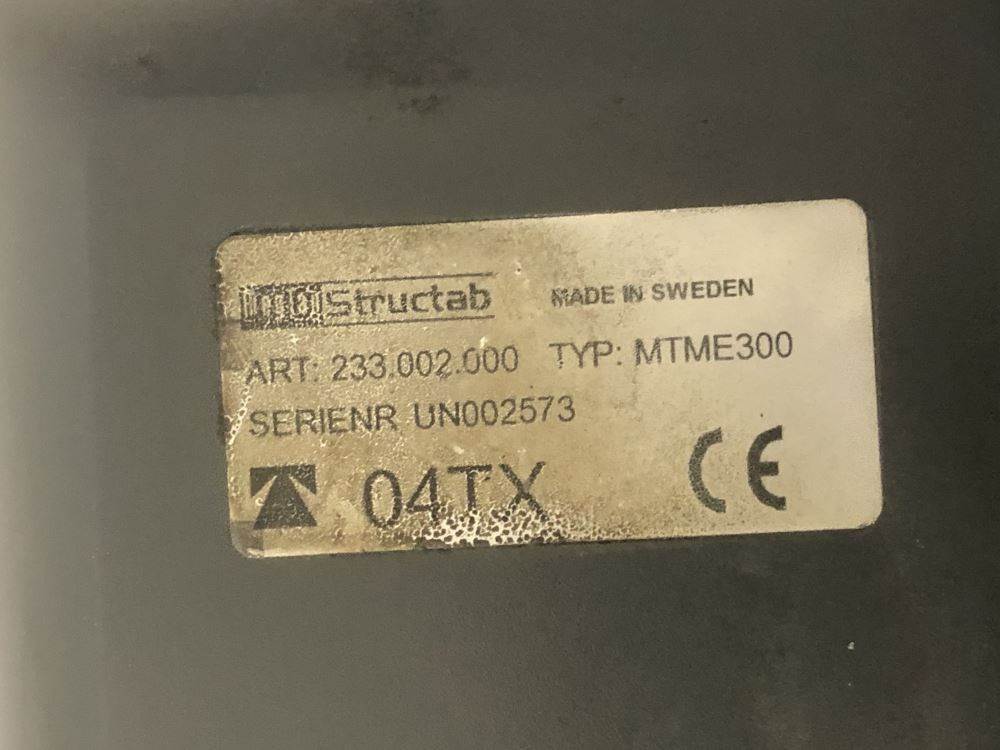 Structab MADE IN SWEDEN
ART: 233.002.000 TYP: MTME300
SERIENR UN002573
04TX CE